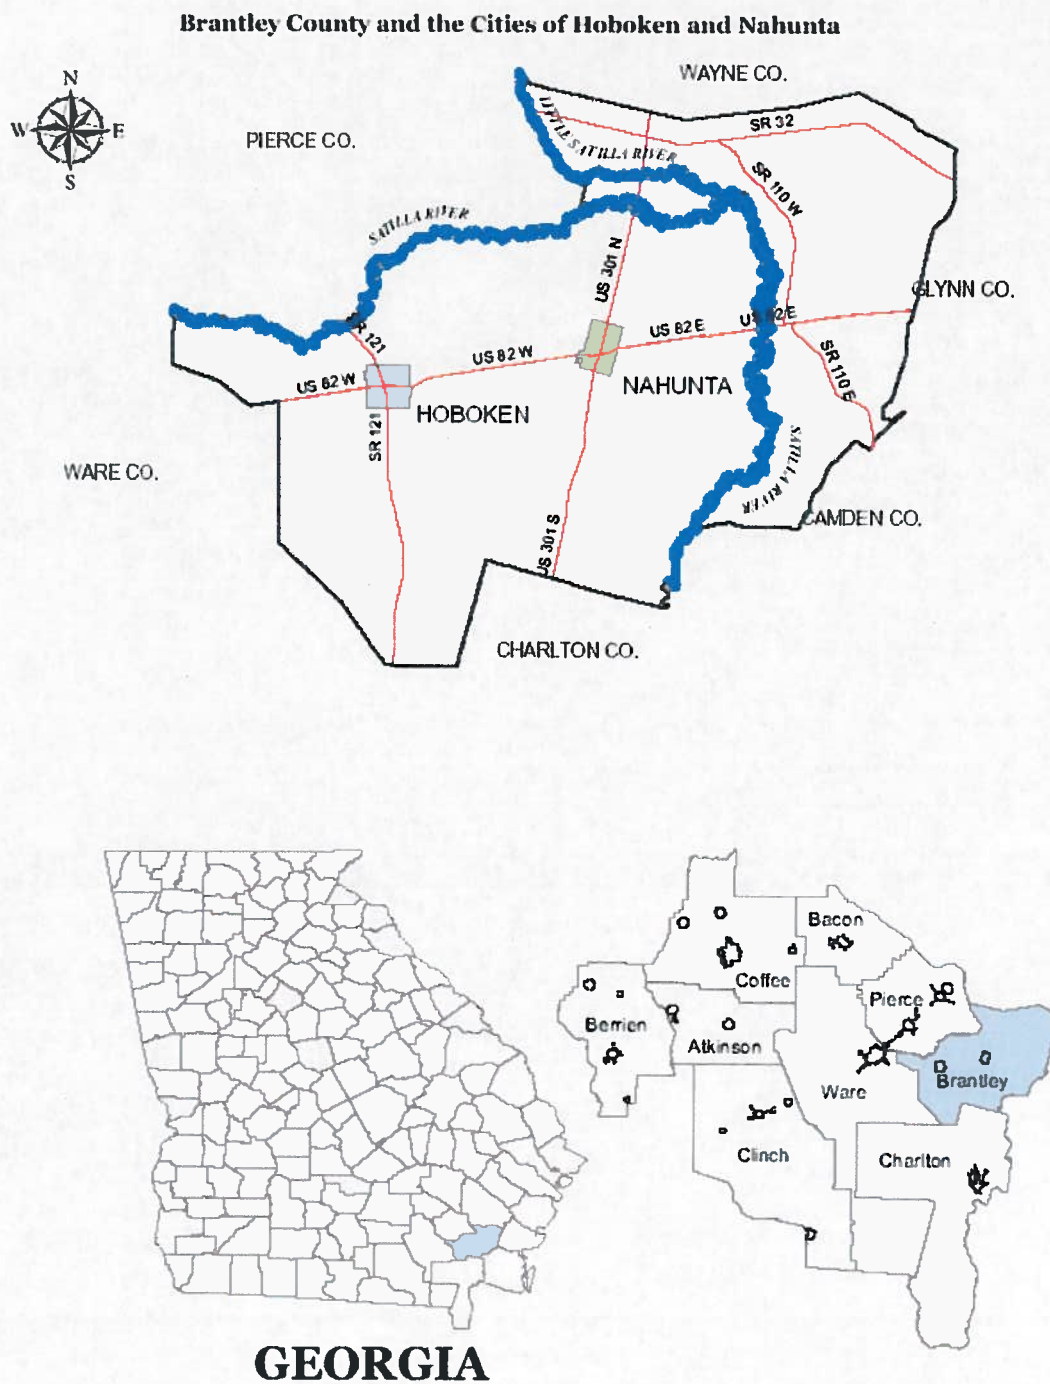 Brantley County and the Cities of Hoboken and Nahunta
N
W
E
S
WAYNE CO.
PIERCE CO.
SR 32
LITTLE SATILLA RIVER
SR 110 W
SATILLA RIVER
US 301 N
GLYNN CO.
SR 121
US 82 E
US 82 E
US 82 W
US 82 W
SR 110 E
NAHUNTA
HOBOKEN
SR 121
SATILLA RIVER
WARE CO.
CAMDEN CO.
US 301 S
CHARLTON CO.
Bacon
Coffee
Pierce
Berrien
Atkinson
Brantley
Ware
Clinch
Charlton
GEORGIA